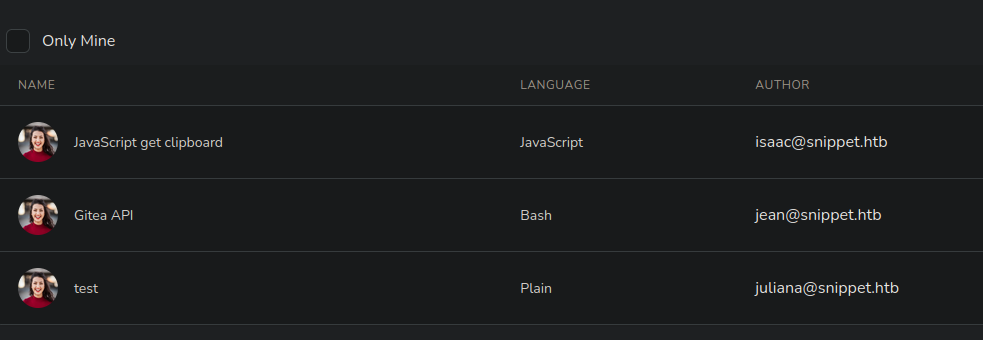 Only Mine
NAME LANGUAGE AUTHOR
JavaScript get clipboard JavaScript isaac@snippet.htb
Gitea API Bash jean@snippet.htb
test Plain juliana@snippet.htb